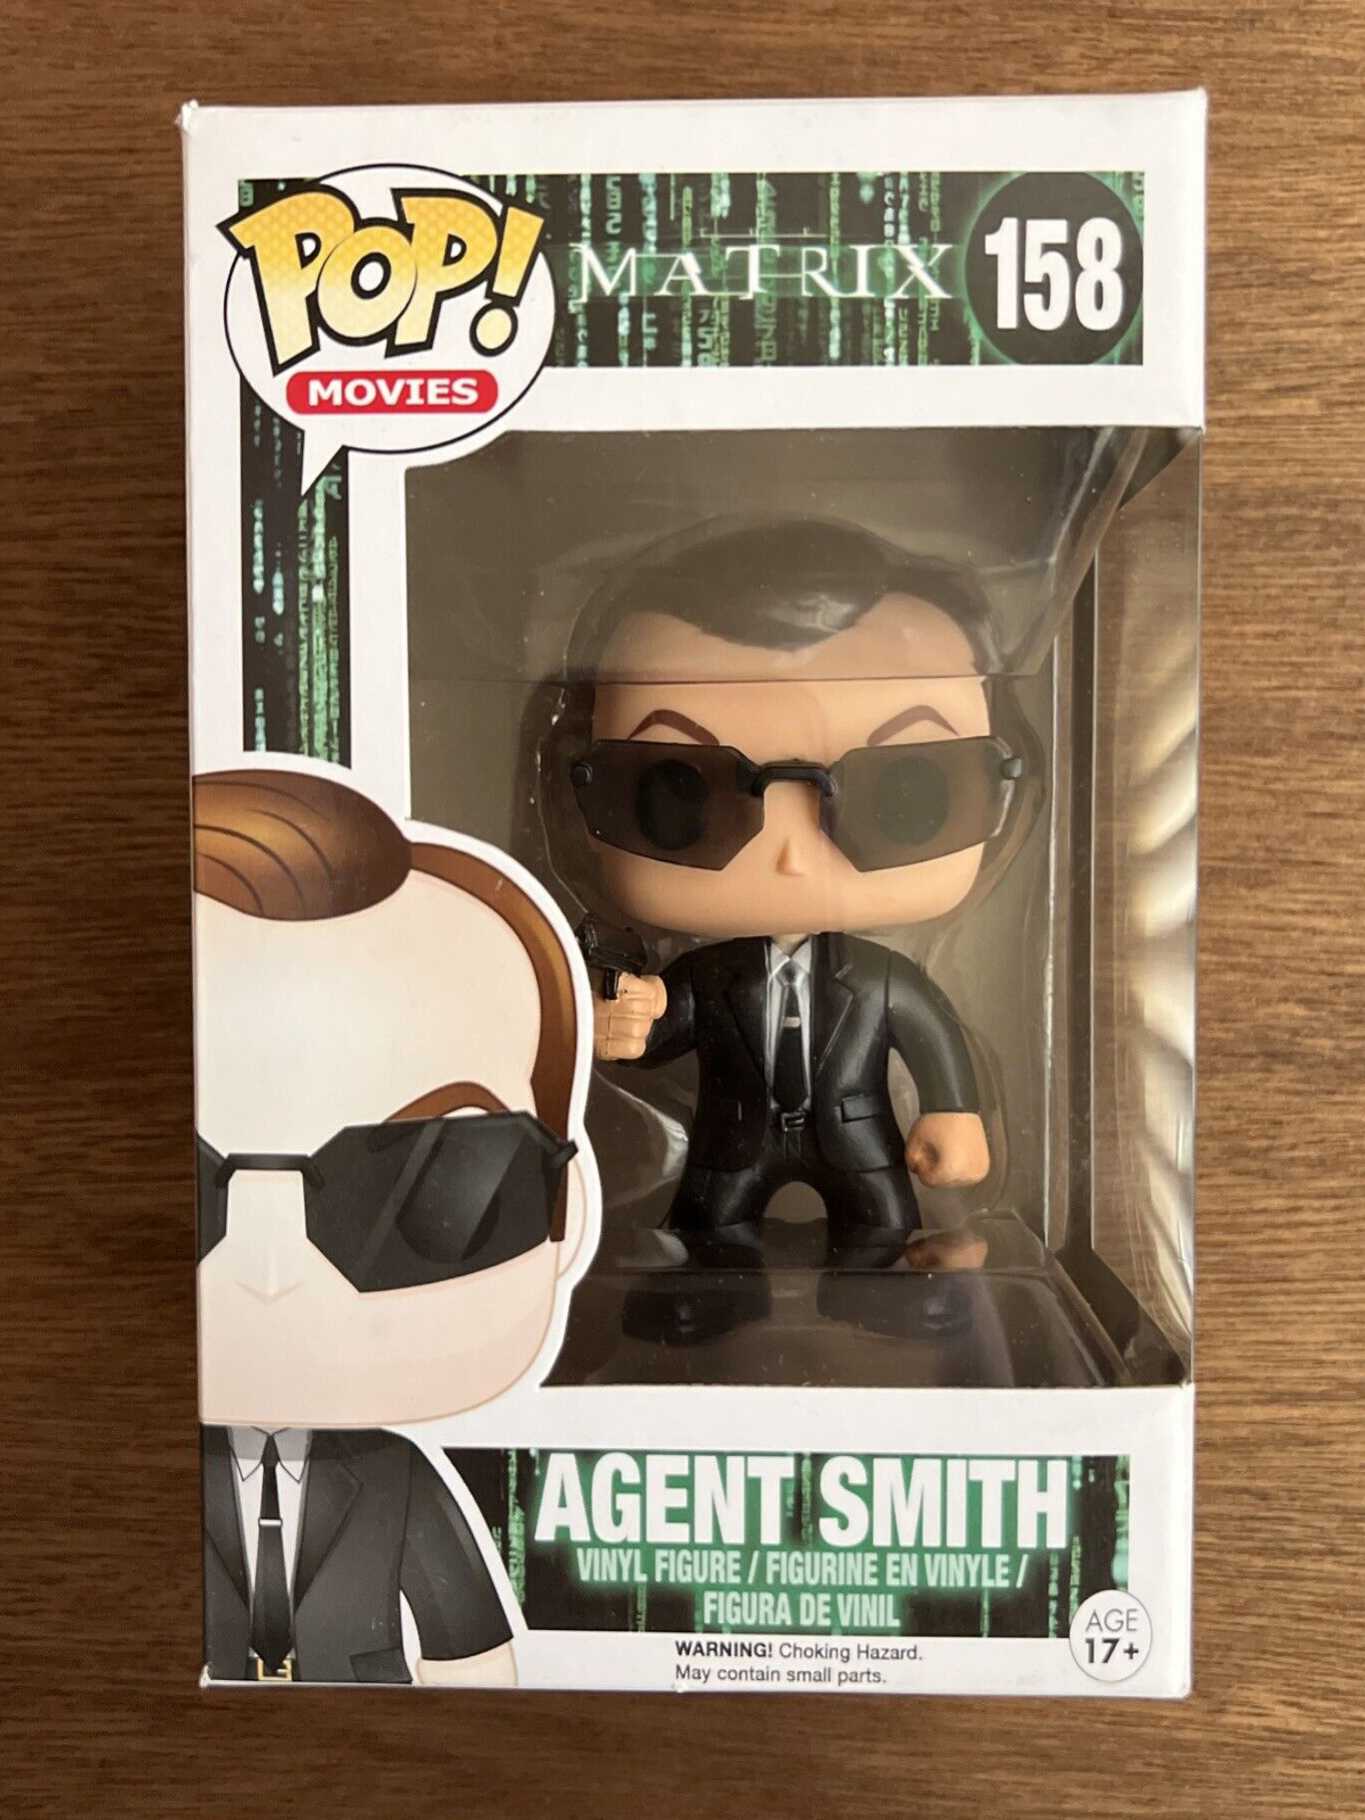 POP!
MOVIES
MATRIX
158
AGENT SMITH
VINYL FIGURE / FIGURINE EN VINYLE /
FIGURA DE VINIL
WARNING! Choking Hazard.
May contain small parts.
AGE
17+